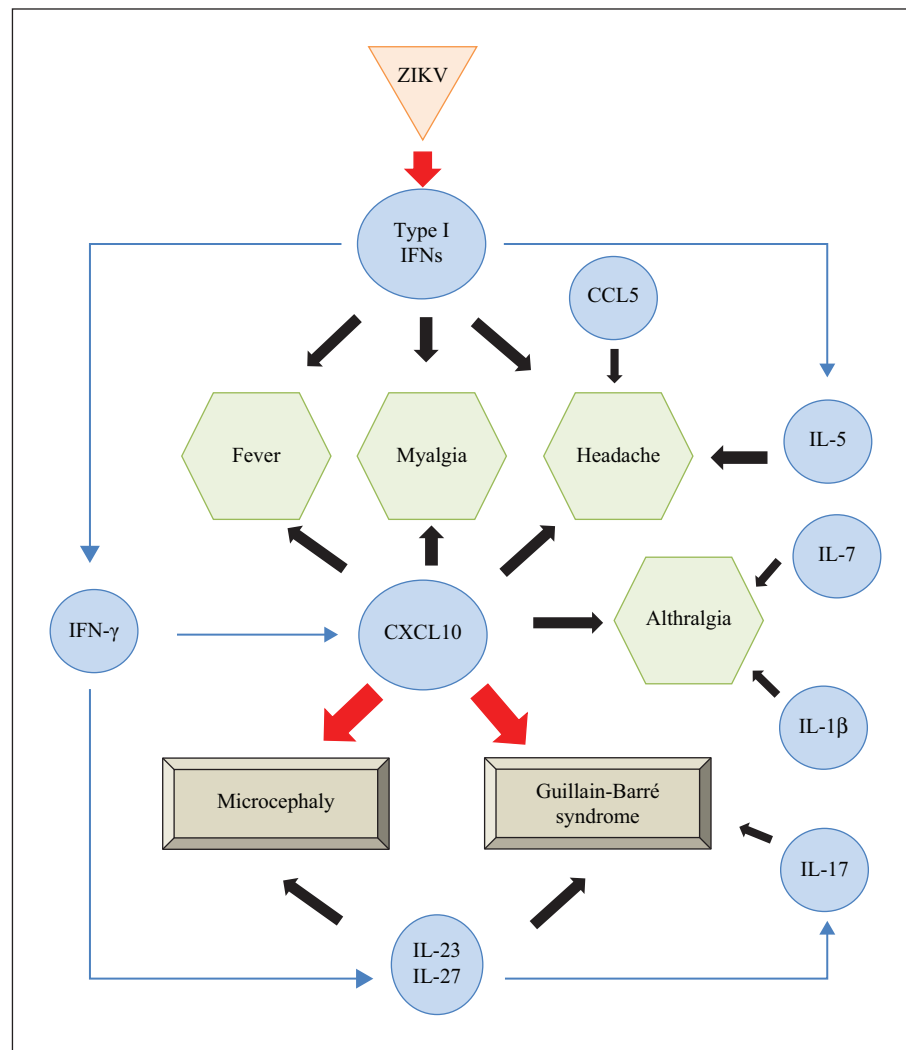 ZIKV
Type I
IFNs
CCL5
Fever
Myalgia
Headache
IL-5
IL-7
Althralgia
IFN-γ
CXCL10
IL-1β
Microcephaly
Guillain-Barré
syndrome
IL-17
IL-23
IL-27